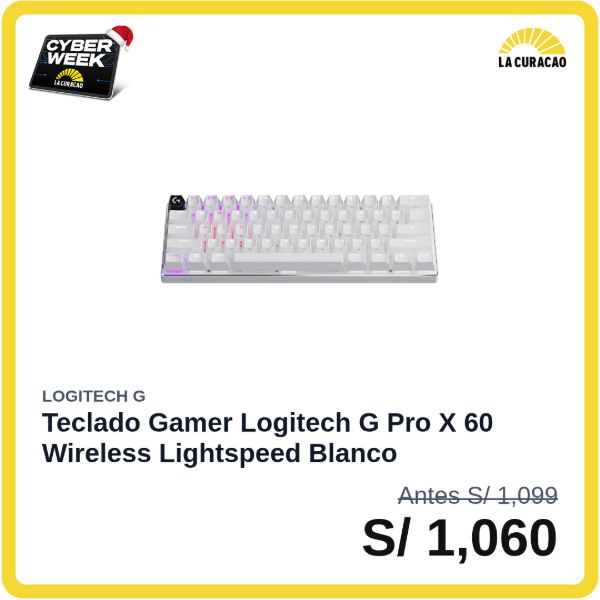 CYBER
WEEK
LA CURACAO
LA CURACAO
LOGITECH G
Teclado Gamer Logitech G Pro X 60
Wireless Lightspeed Blanco
Antes S/ 1,099
S/ 1,060